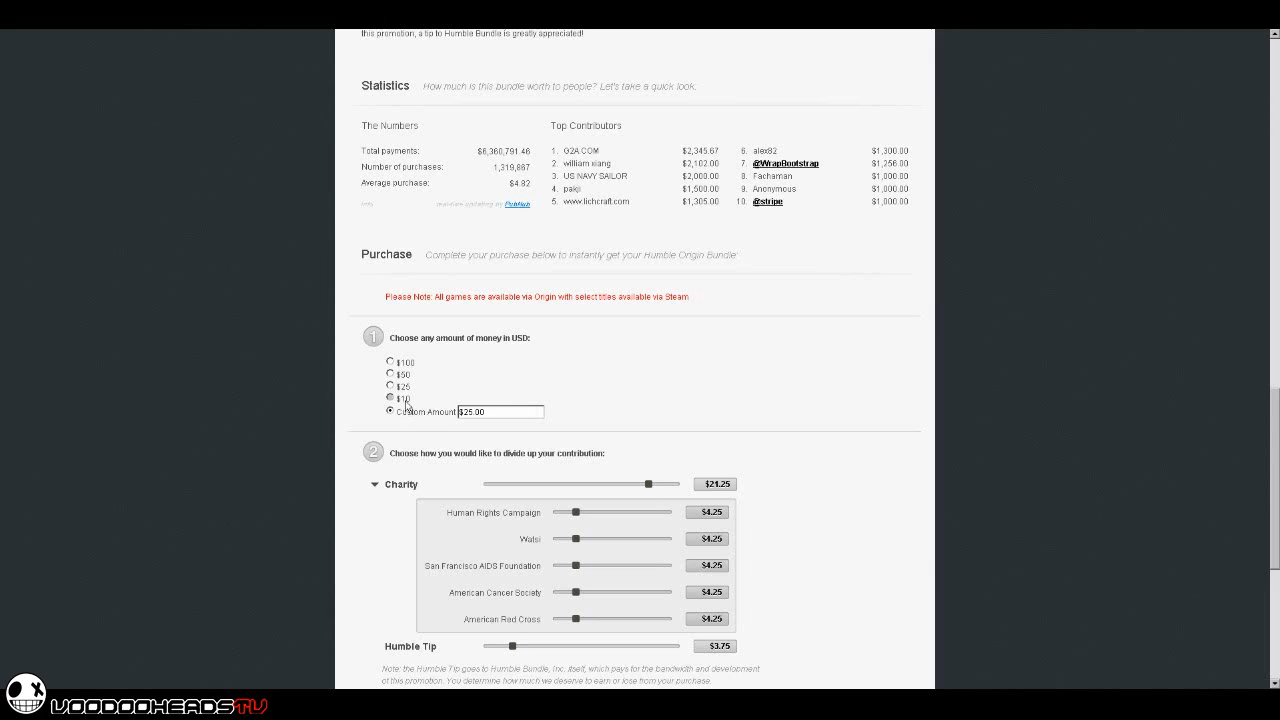 this promotion, a tip to Humble Bundle is greatly appreciated!
Statistics How much is this bundle worth to people? Let's take a quick look.
The Numbers
Total payments: $6,360,791.46
Number of purchases: 1,319,867
Average purchase: $4.82
real-time updating by PubNub
Top Contributors
1. G2A.COM $2,345.67
2. william xiang $2,102.00
3. US NAVY SAILOR $2,000.00
4. pakji $1,500.00
5. www.lichcraft.com $1,305.00
6. alex82 $1,300.00
7. @WrapBootstrap $1,256.00
8. Fachaman $1,000.00
9. Anonymous $1,000.00
10. @stripe $1,000.00
Purchase Complete your purchase below to instantly get your Humble Origin Bundle!
Please Note: All games are available via Origin with select titles available via Steam
1 Choose any amount of money in USD:
$100
$50
$25
$10
Custom Amount $25.00
2 Choose how you would like to divide up your contribution:
Charity $21.25
Human Rights Campaign $4.25
Watsi $4.25
San Francisco AIDS Foundation $4.25
American Cancer Society $4.25
American Red Cross $4.25
Humble Tip $3.75
Note: the Humble Tip goes to Humble Bundle, Inc. itself, which pays for the bandwidth and development
of this promotion. You determine how much we deserve to earn or lose from your purchase.
VOODOOHEADSTV